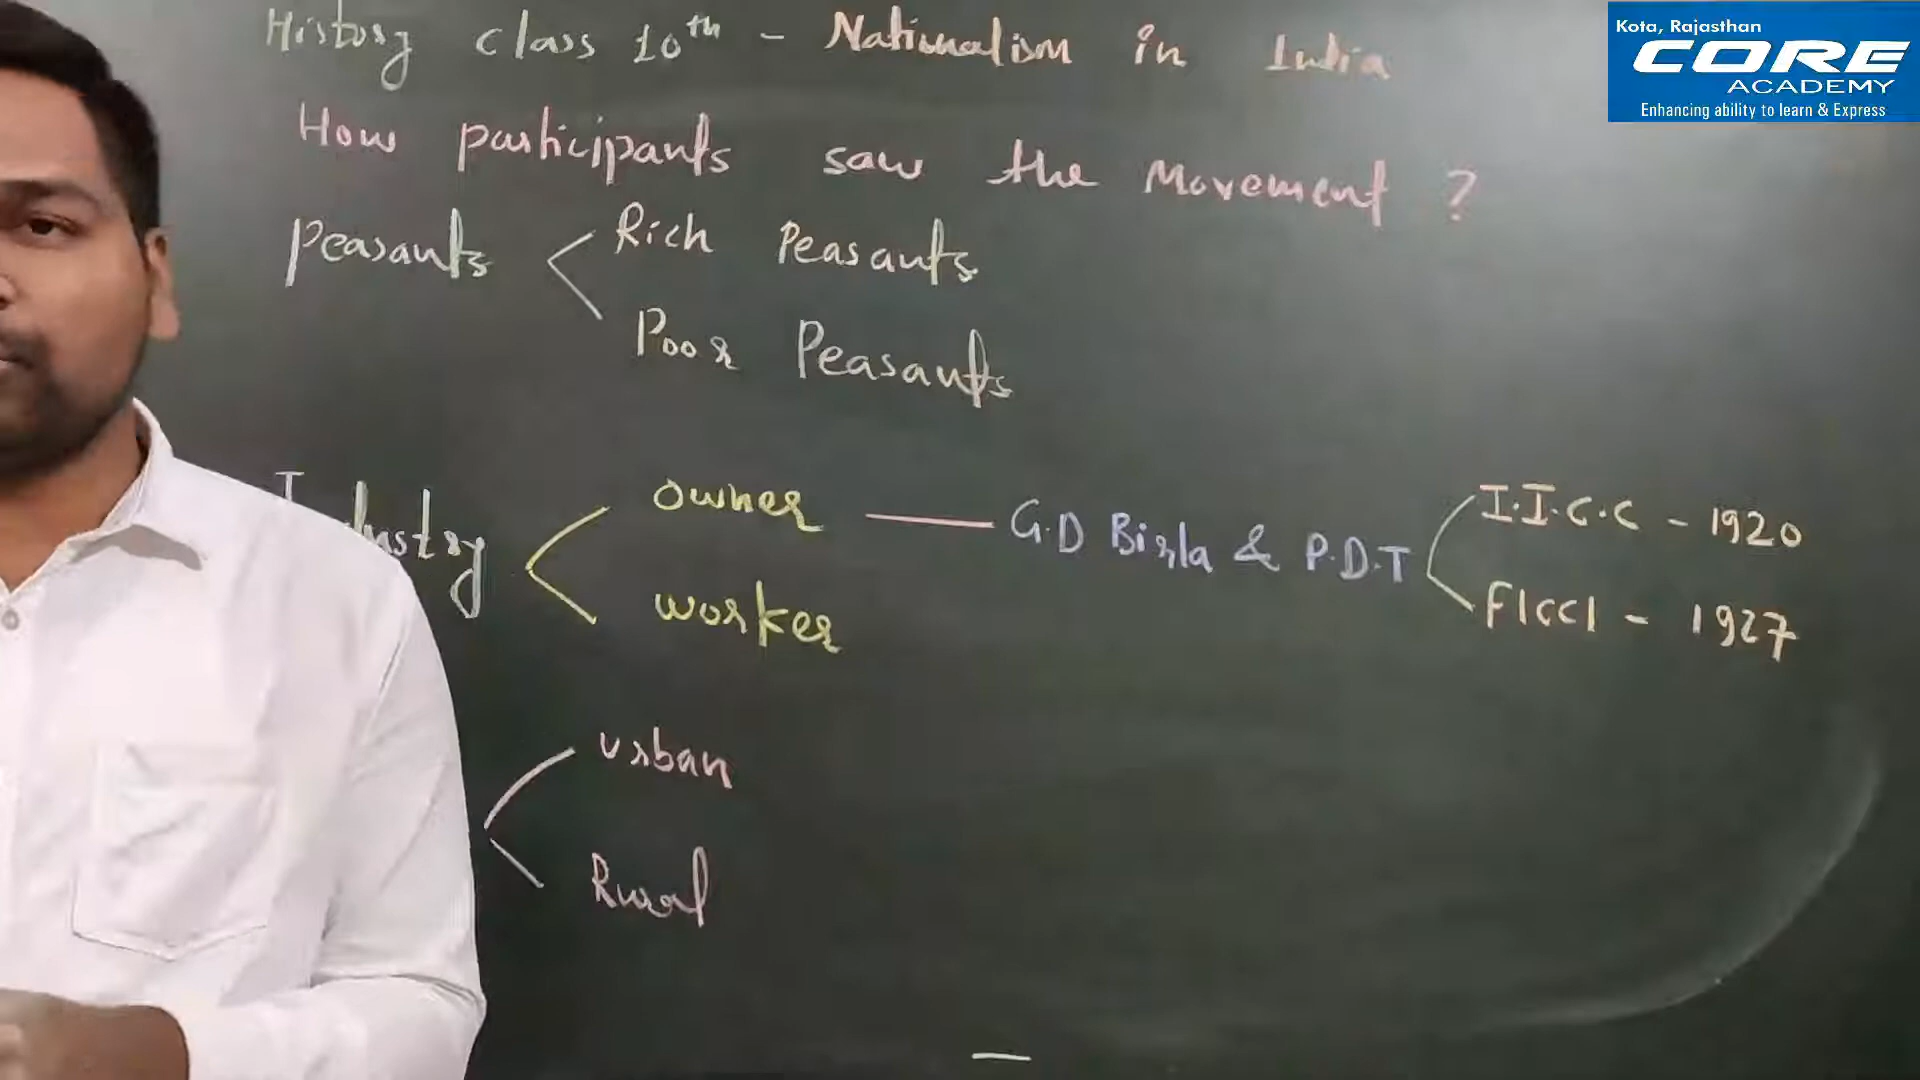 History class 10th - Nationalism in India
How participants saw the Movement ?
Peasants Rich Peasants
Poor Peasants
Industry owner G.D Birla & P.D.T I.I.C.C - 1920
worker FICCI - 1927
urban
Rural
Kota, Rajasthan
CORE
ACADEMY
Enhancing ability to learn & Express